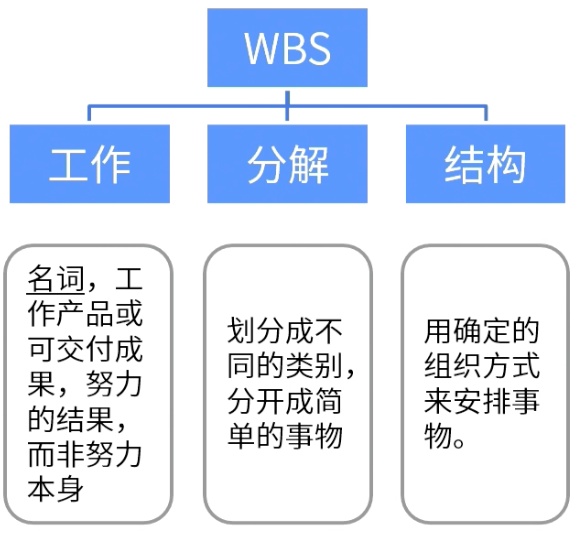 WBS
工作
分解
结构
名词，工
作产品或
可交付成
果，努力
的结果，
而非努力
本身
划分成不
同的类别，
分开成简
单的事物
用确定的
组织方式
来安排事
物。